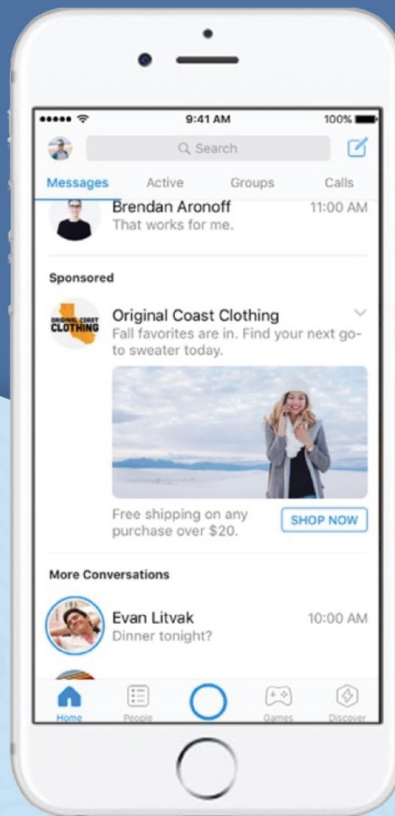 9:41 AM 100%
Search
Messages Active Groups Calls
Brendan Aronoff 11:00 AM
That works for me.
Sponsored
ORIGINAL COAST
CLOTHING
Original Coast Clothing
Fall favorites are in. Find your next go-
to sweater today.
Free shipping on any
purchase over $20.
SHOP NOW
More Conversations
Evan Litvak 10:00 AM
Dinner tonight?
Home People Games Discover